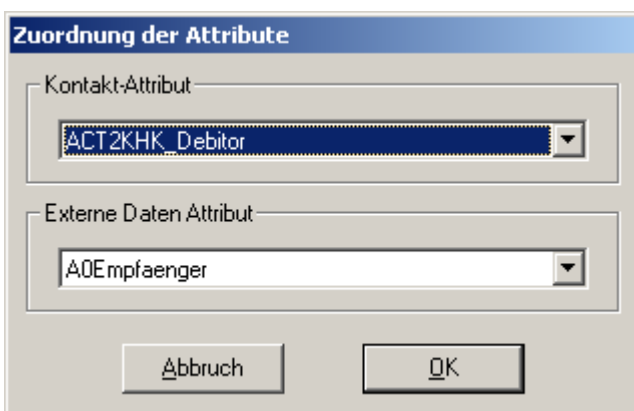 Zuordnung der Attribute
Kontakt-Attribut
ACT2KHK_Debitor
Externe Daten Attribut
A0Empfaenger
Abbruch
OK